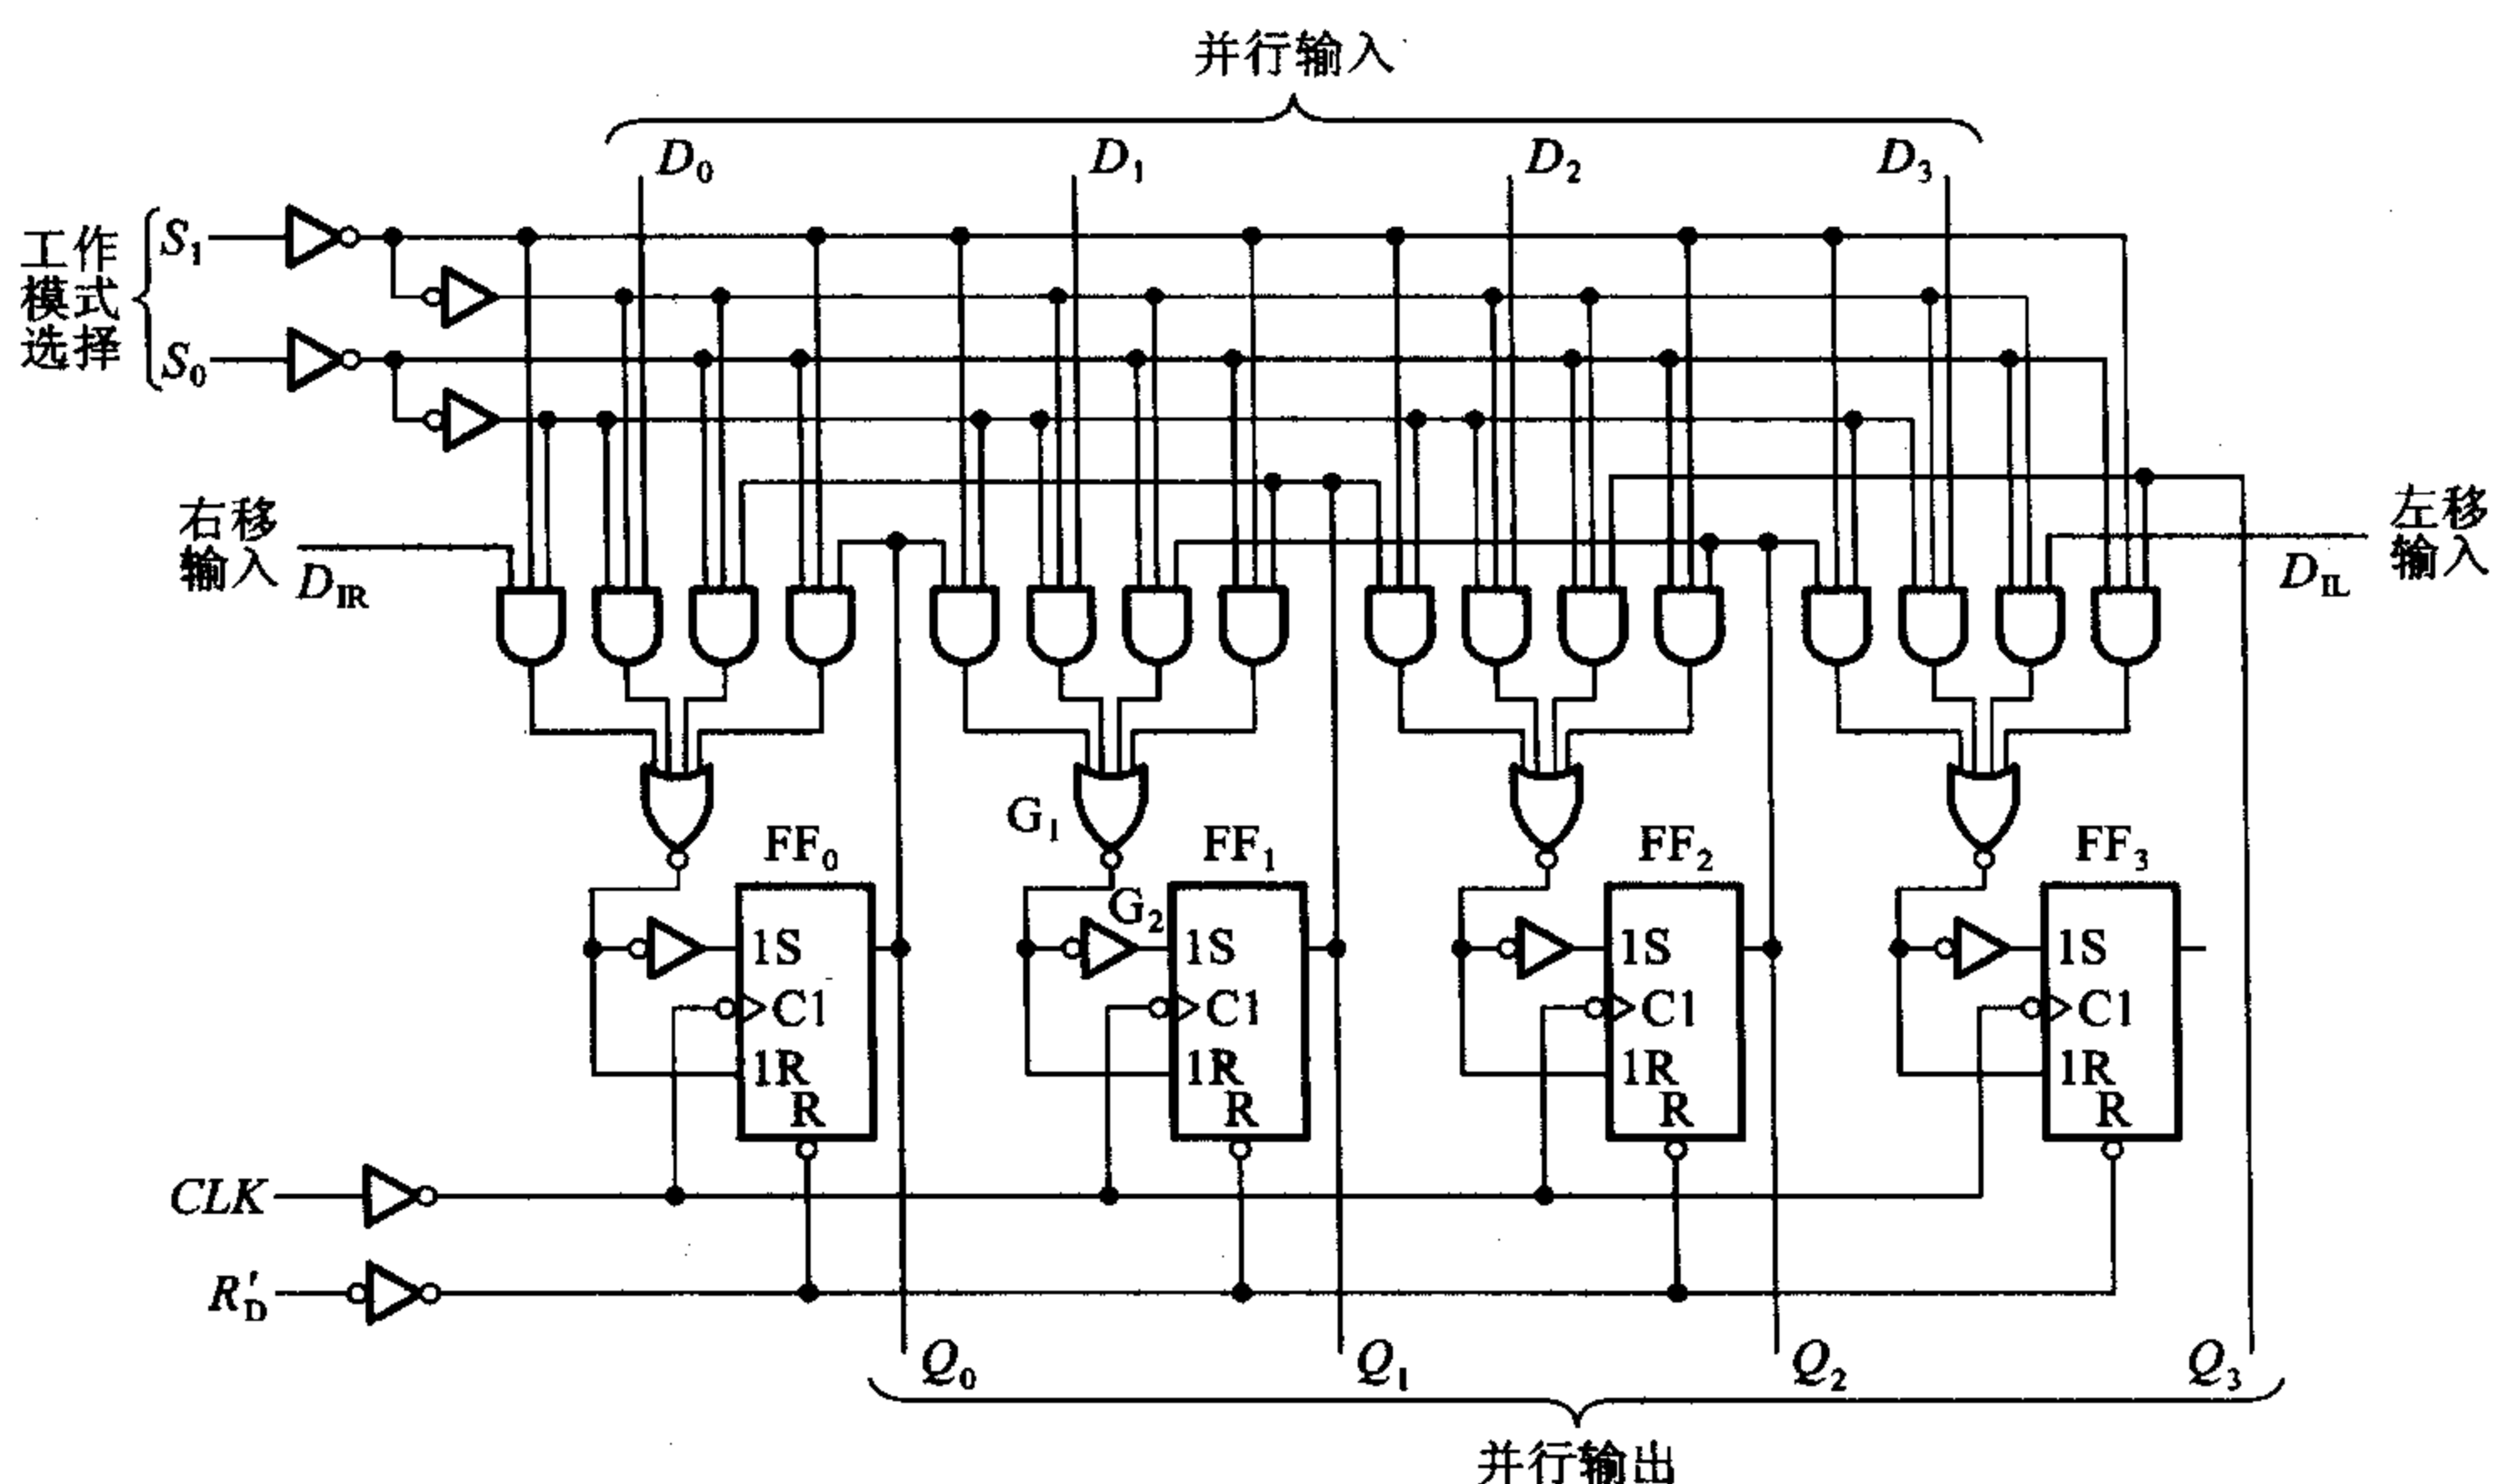 并行输入
D0 D1 D2 D3
工作模式选择
S1
S0
右移输入
DIR
左移输入
DIL
G1
G2
FF0 FF1 FF2 FF3
1S 1S 1S 1S
C1 C1 C1 C1
1R 1R 1R 1R
R R R R
CLK
R'D
Q0 Q1 Q2 Q3
并行输出